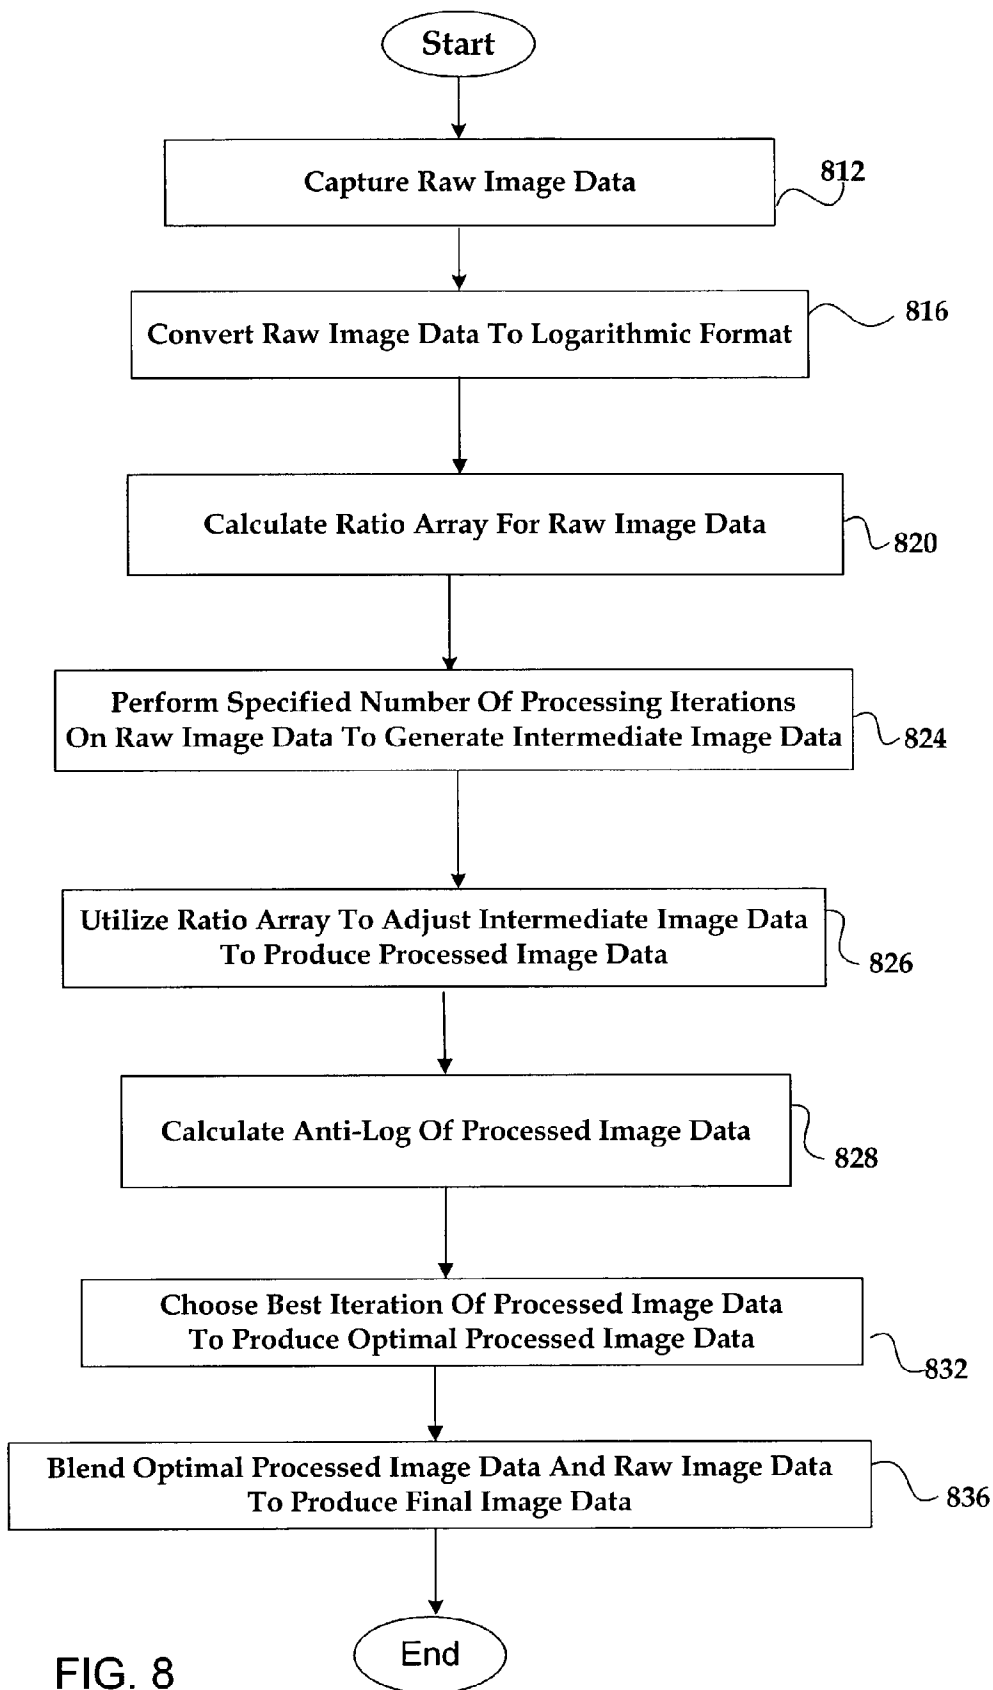 Start
Capture Raw Image Data
812
Convert Raw Image Data To Logarithmic Format
816
Calculate Ratio Array For Raw Image Data
820
Perform Specified Number Of Processing Iterations
On Raw Image Data To Generate Intermediate Image Data
824
Utilize Ratio Array To Adjust Intermediate Image Data
To Produce Processed Image Data
826
Calculate Anti-Log Of Processed Image Data
828
Choose Best Iteration Of Processed Image Data
To Produce Optimal Processed Image Data
832
Blend Optimal Processed Image Data And Raw Image Data
To Produce Final Image Data
836
End
FIG. 8